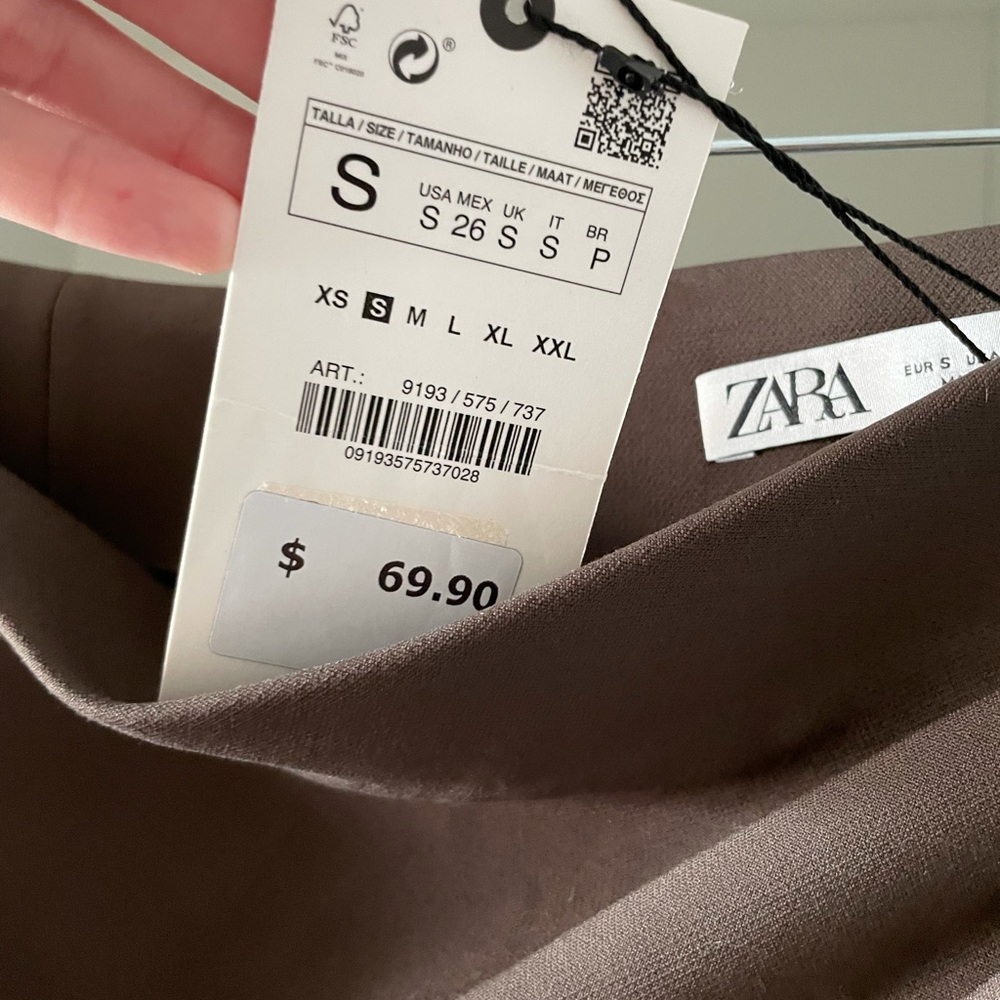 FSC
MIX
®
TALLA / SIZE / TAMANHO / TAILLE / MAAT / ΜΕΓΕΘΟΣ
S
USA MEX UK IT BR
S 26 S S P
XS S M L XL XXL
ART.: 9193 / 575 / 737
09193575737028
$ 69.90
ZARA
EUR S